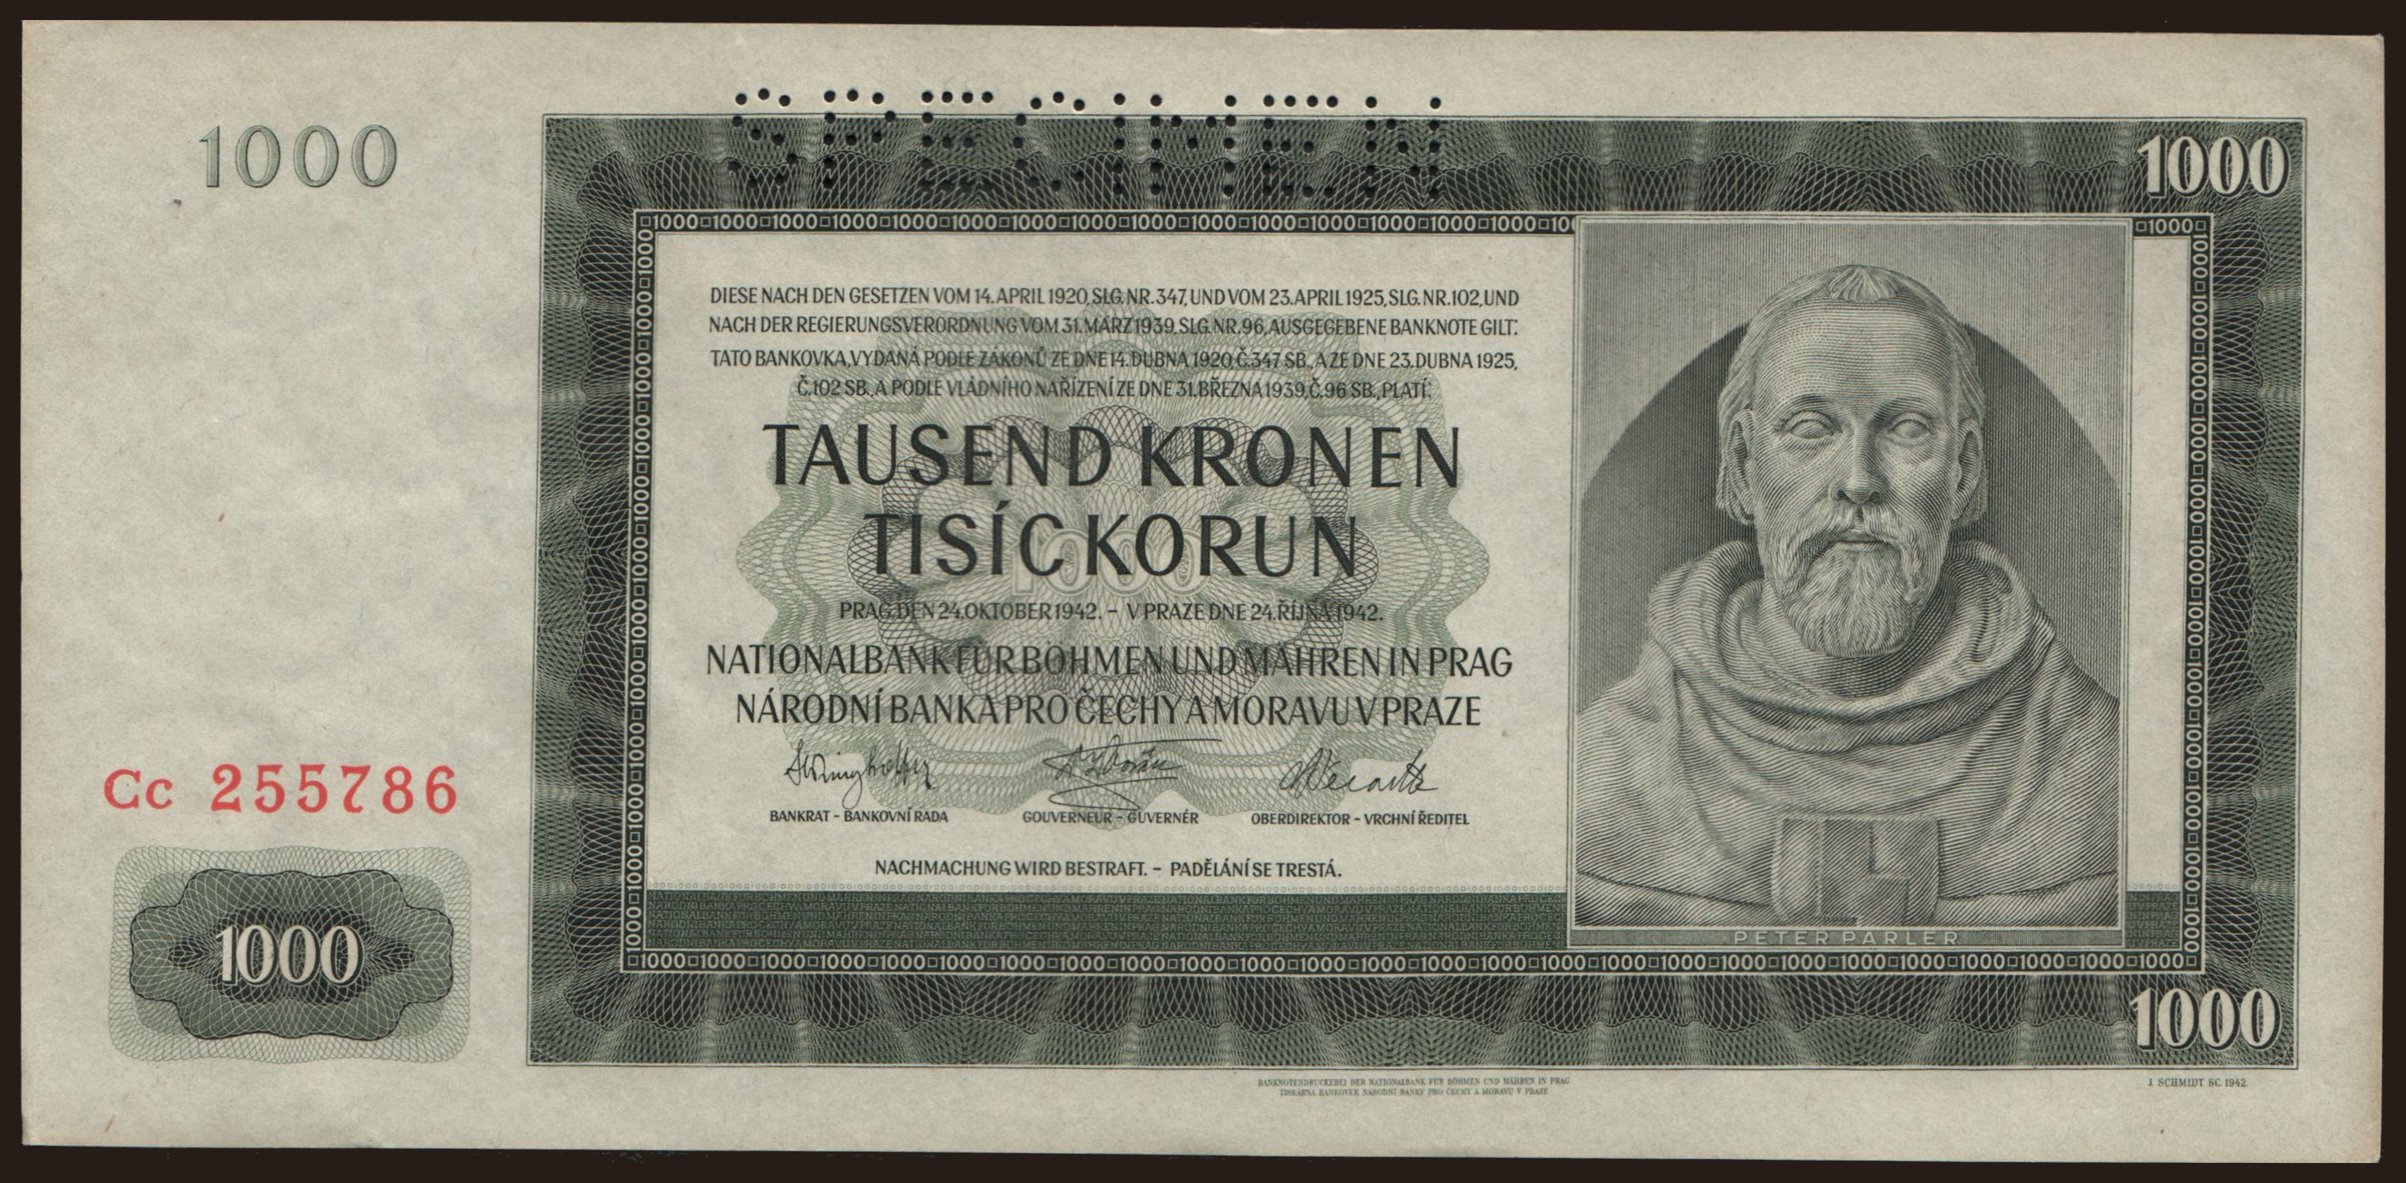 SPECIMEN
1000
1000
DIESE NACH DEN GESETZEN VOM 14. APRIL 1920, SLG. NR. 347, UND VOM 23. APRIL 1925, SLG. NR. 102, UND
NACH DER REGIERUNGSVERORDNUNG VOM 31. MÄRZ 1939, SLG. NR. 96, AUSGEGEBENE BANKNOTE GILT:
TATO BANKOVKA, VYDANÁ PODLE ZÁKONŮ ZE DNE 14. DUBNA 1920, Č. 347 SB., A ZE DNE 23. DUBNA 1925,
Č. 102 SB., A PODLE VLÁDNÍHO NAŘÍZENÍ ZE DNE 31. BŘEZNA 1939, Č. 96 SB., PLATÍ:
TAUSEND KRONEN
TISÍC KORUN
PRAG, DEN 24. OKTOBER 1942. - V PRAZE DNE 24. ŘÍJNA 1942.
NATIONALBANK FÜR BÖHMEN UND MÄHREN IN PRAG
NÁRODNÍ BANKA PRO ČECHY A MORAVU V PRAZE
BANKRAT - BANKOVNÍ RADA
GOUVERNEUR - GUVERNÉR
OBERDIREKTOR - VRCHNÍ ŘEDITEL
NACHMACHUNG WIRD BESTRAFT. - PADĚLÁNÍ SE TRESTÁ.
PETER PARLER
Cc 255786
1000
1000
BANKNOTENDRUCKEREI DER NATIONALBANK FÜR BÖHMEN UND MÄHREN IN PRAG
TISKÁRNA BANKOVEK NÁRODNÍ BANKY PRO ČECHY A MORAVU V PRAZE
J. SCHMIDT SC. 1942